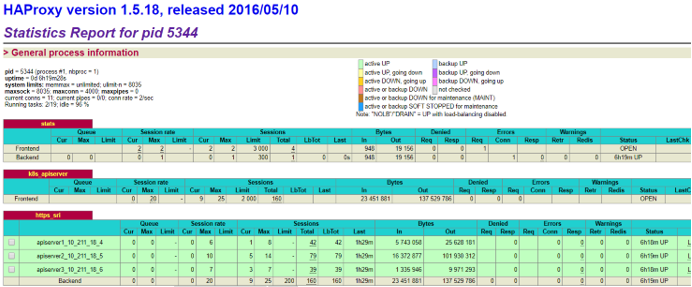 HAProxy version 1.5.18, released 2016/05/10
Statistics Report for pid 5344
> General process information
pid = 5344 (process #1, nbproc = 1)
uptime = 0d 6h19m28s
system limits: memmax = unlimited; ulimit-n = 8035
maxsock = 8035; maxconn = 4000; maxpipes = 0
current conns = 11; current pipes = 0/0; conn rate = 2/sec
Running tasks: 2/19; idle = 96 %
active UP backup UP
active UP, going down backup UP, going down
active DOWN, going up backup DOWN, going up
active or backup DOWN not checked
active or backup DOWN for maintenance (MAINT)
active or backup SOFT STOPPED for maintenance
Note: "NOLB"/"DRAIN" = UP with load-balancing disabled.
stats
Queue Session rate Sessions Bytes Denied Errors Warnings
Cur Max Limit Cur Max Limit Cur Max Limit Total LbTot Last In Out Req Resp Req Conn Resp Retr Redis Status LastChk
Frontend 2 2 - 2 2 3 000 4 948 19 156 0 0 1 OPEN
Backend 0 0 0 1 0 1 300 1 0 0s 948 19 156 0 0 1 0 0 0 6h19m UP
k8s_apiserver
Queue Session rate Sessions Bytes Denied Errors Warnings
Cur Max Limit Cur Max Limit Cur Max Limit Total LbTot Last In Out Req Resp Req Conn Resp Retr Redis Status LastC
Frontend 0 20 - 9 25 2 000 160 23 451 881 137 529 786 0 0 0 OPEN
https_sri
Queue Session rate Sessions Bytes Denied Errors Warnings
Cur Max Limit Cur Max Limit Cur Max Limit Total LbTot Last In Out Req Resp Req Conn Resp Retr Redis Status
apiserver1_10_211_18_4 0 0 - 0 6 1 8 - 42 42 1h29m 5 743 058 25 628 181 0 0 0 0 0 6h18m UP
apiserver2_10_211_18_5 0 0 - 0 10 5 14 - 79 79 1h29m 16 372 877 101 930 312 0 0 0 0 0 6h19m UP
apiserver3_10_211_18_6 0 0 - 0 7 3 7 - 39 39 1h29m 1 335 946 9 971 293 0 0 0 0 0 6h19m UP
Backend 0 0 0 20 9 25 200 160 160 1h29m 23 451 881 137 529 786 0 0 0 0 0 0 6h19m UP